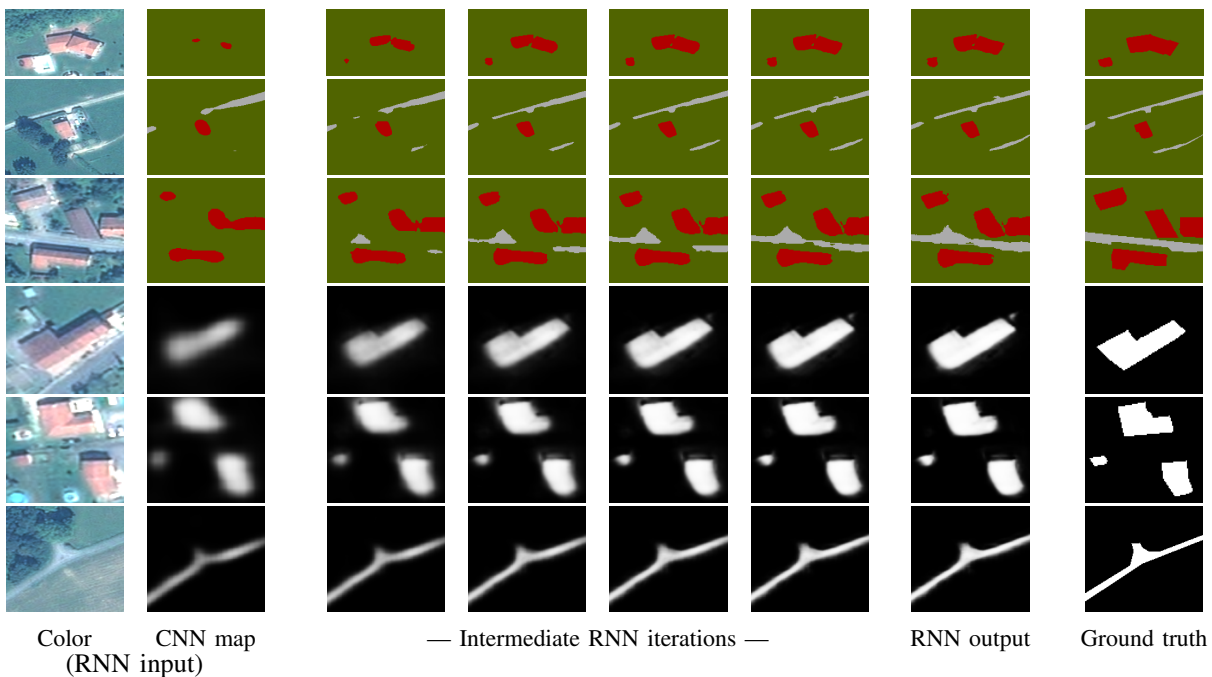 Color CNN map — Intermediate RNN iterations — RNN output Ground truth
(RNN input)